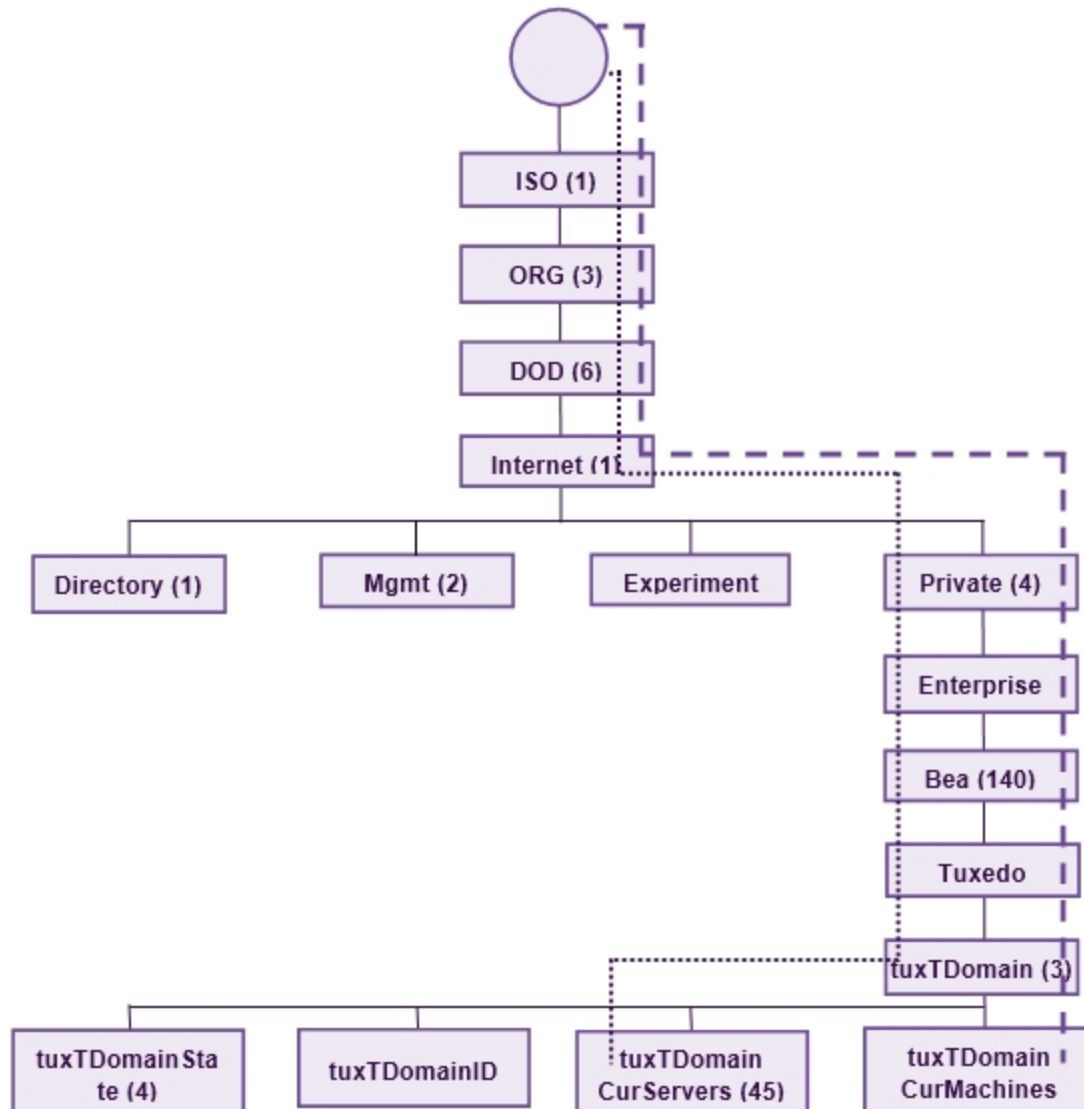 ISO (1)
ORG (3)
DOD (6)
Internet (1)
Directory (1)
Mgmt (2)
Experiment
Private (4)
Enterprise
Bea (140)
Tuxedo
tuxTDomain (3)
tuxTDomainSta
te (4)
tuxTDomainID
tuxTDomain
CurServers (45)
tuxTDomain
CurMachines